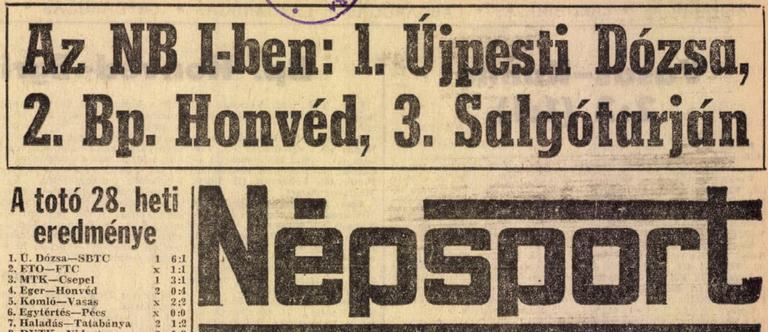 Az NB I-ben: 1. Újpesti Dózsa,
2. Bp. Honvéd, 3. Salgótarján
A totó 28. heti
eredménye
Népsport
1. Ú. Dózsa—SBTC 1 6:1
2. ETO—FTC x 1:1
3. MTK—Csepel 1 3:1
4. Eger—Honvéd 2 0:4
5. Komló—Vasas x 2:2
6. Egyetértés—Pécs x 0:0
7. Haladás—Tatabánya 2 1:2